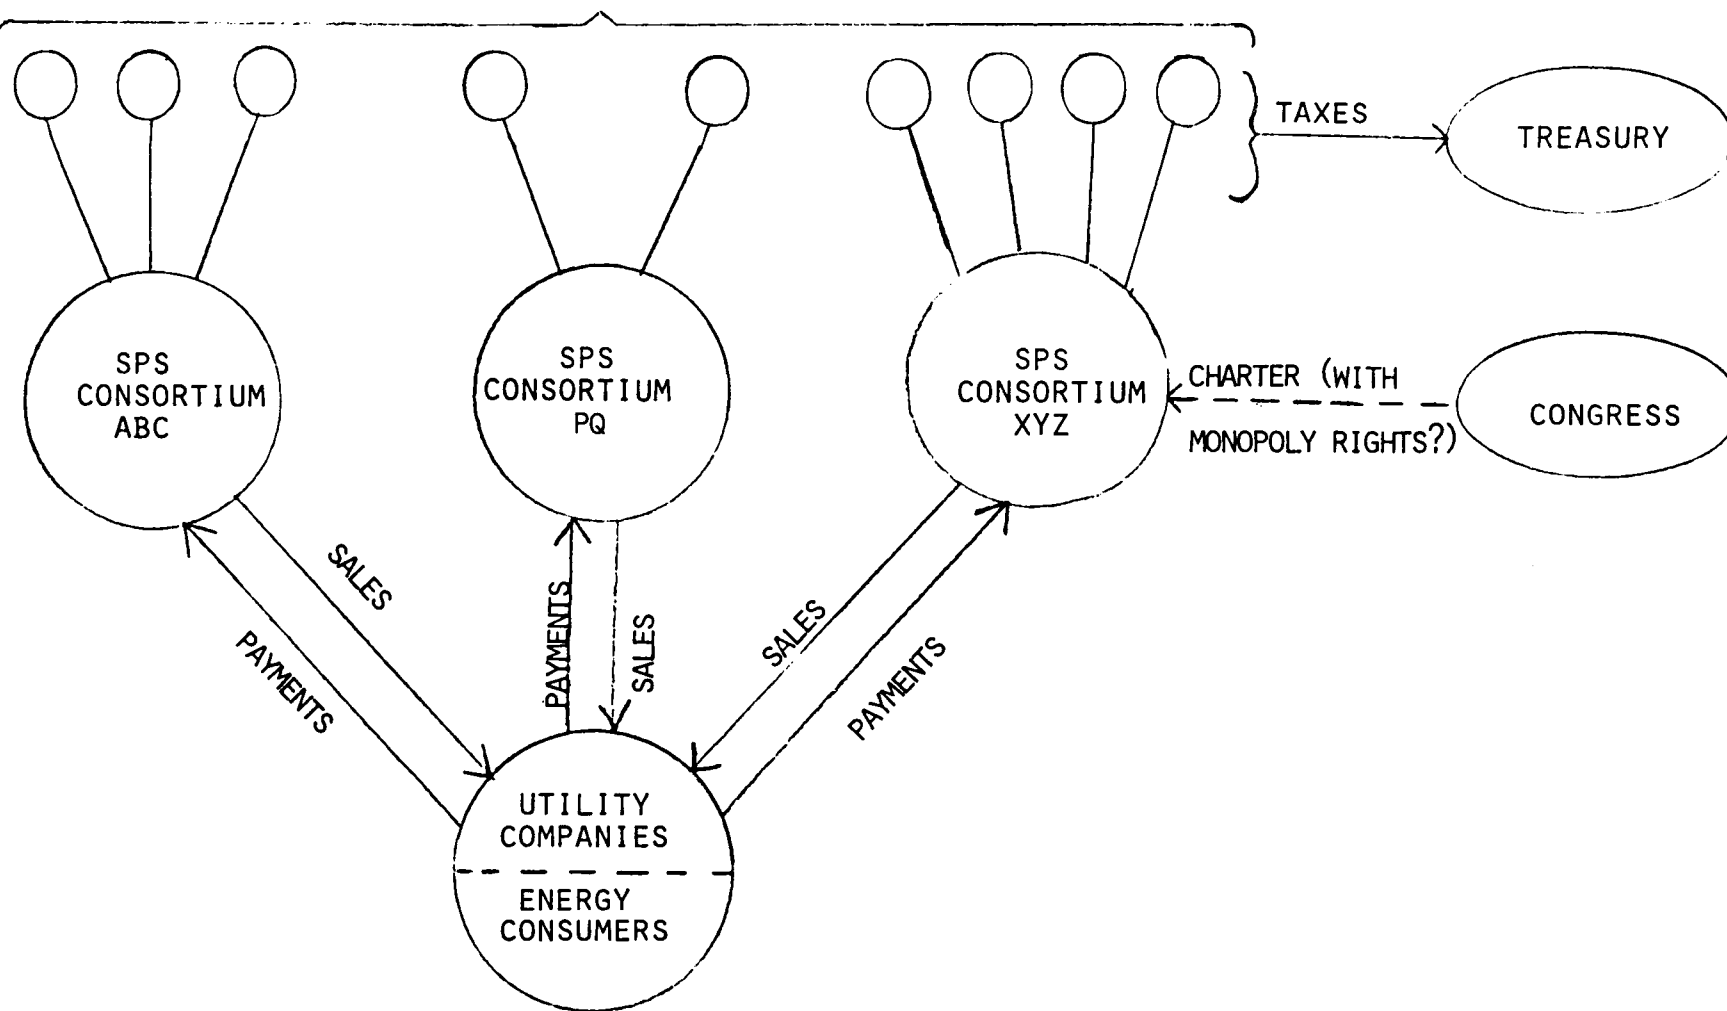 TAXES
TREASURY
SPS
CONSORTIUM
ABC
SPS
CONSORTIUM
PQ
SPS
CONSORTIUM
XYZ
CHARTER (WITH
MONOPOLY RIGHTS?)
CONGRESS
SALES
PAYMENTS
PAYMENTS
SALES
SALES
PAYMENTS
UTILITY
COMPANIES
ENERGY
CONSUMERS